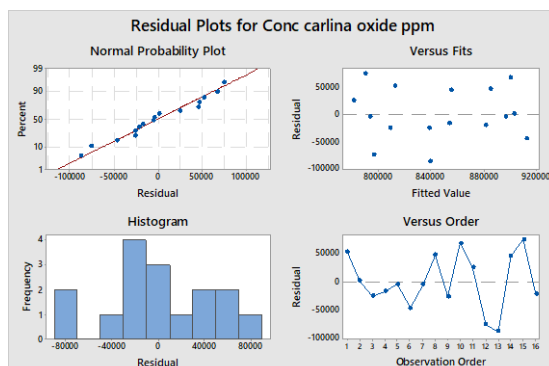 Residual Plots for Conc carlina oxide ppm
Normal Probability Plot
99
90
50
10
1
Percent
-100000 -50000 0 50000 100000
Residual
Versus Fits
50000
0
-50000
-100000
Residual
800000 840000 880000 920000
Fitted Value
Histogram
4
3
2
1
0
Frequency
-80000 -40000 0 40000 80000
Residual
Versus Order
50000
0
-50000
-100000
Residual
1 2 3 4 5 6 7 8 9 10 11 12 13 14 15 16
Observation Order